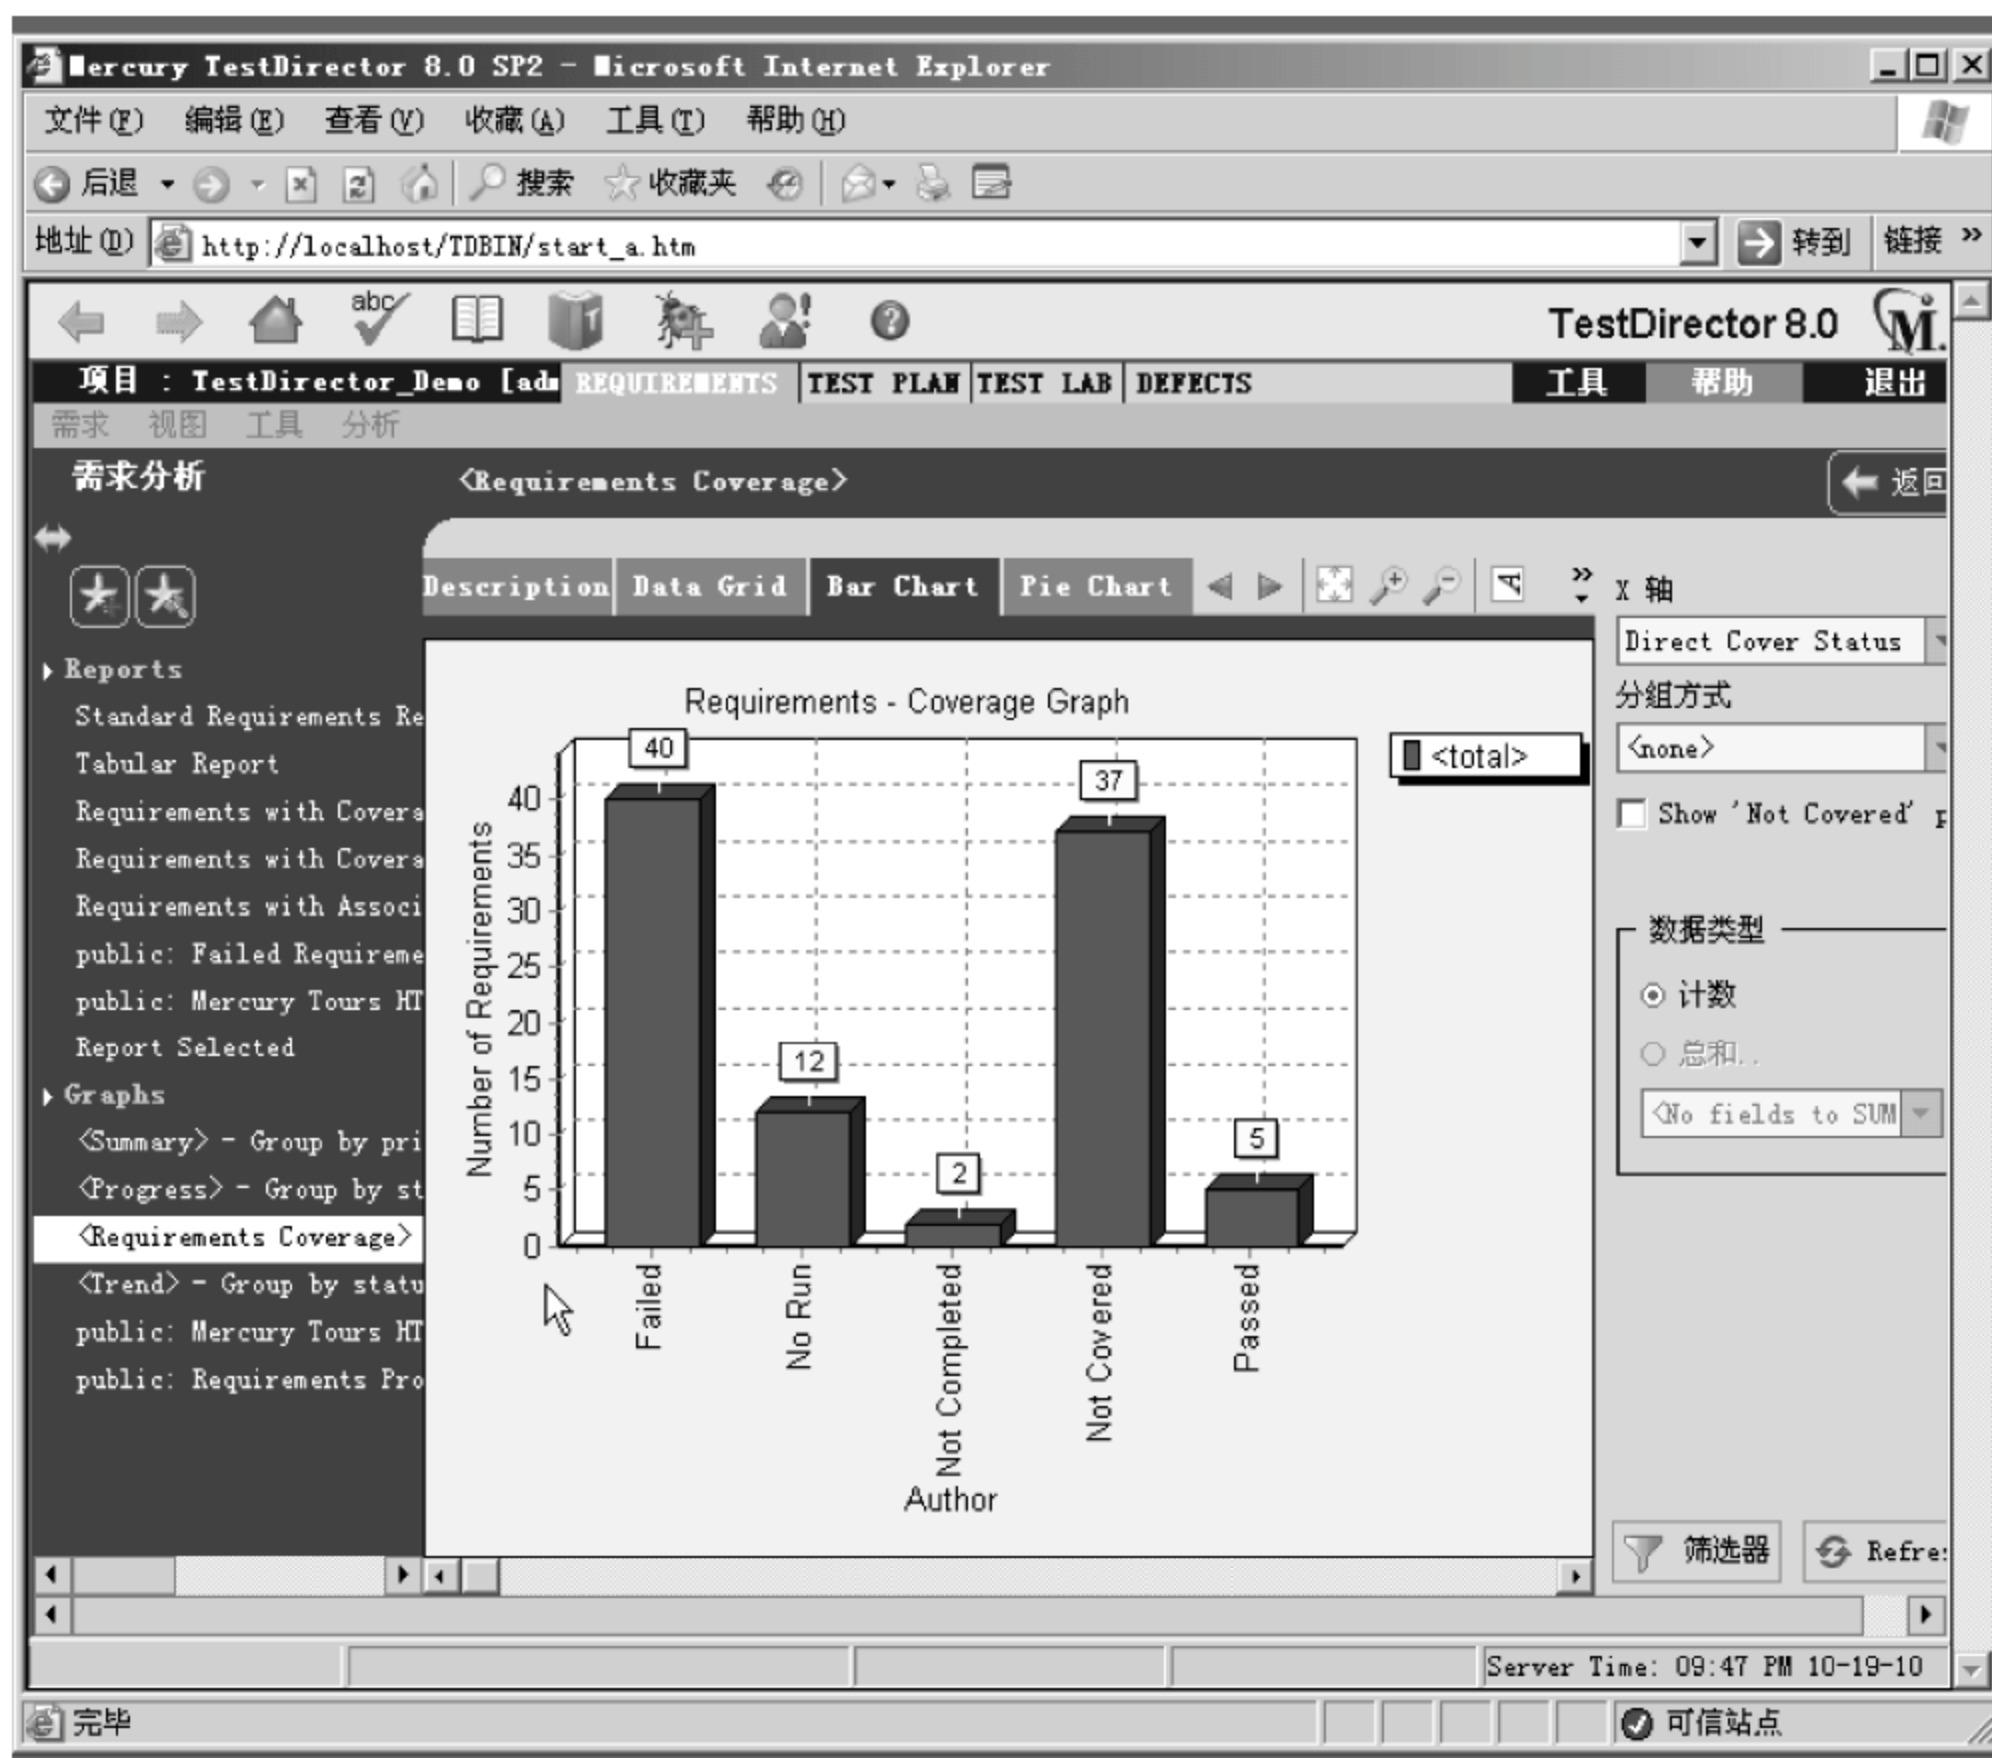 Mercury TestDirector 8.0 SP2 - Microsoft Internet Explorer
文件(F) 编辑(E) 查看(V) 收藏(A) 工具(T) 帮助(H)
后退 搜索 收藏夹
地址(D) http://localhost/TDBIN/start_a.htm 转到 链接 »
abc TestDirector 8.0 M.
项目 : TestDirector_Demo [adm REQUIREMENTS TEST PLAN TEST LAB DEFECTS 工具 帮助 退出
需求 视图 工具 分析
需求分析 <Requirements Coverage> 返回
Description Data Grid Bar Chart Pie Chart »
Reports
Standard Requirements Re
Tabular Report
Requirements with Covera
Requirements with Covera
Requirements with Associ
public: Failed Requireme
public: Mercury Tours HT
Report Selected
Graphs
<Summary> - Group by pri
<Progress> - Group by st
<Requirements Coverage>
<Trend> - Group by statu
public: Mercury Tours HT
public: Requirements Pro
Requirements - Coverage Graph
<total>
Number of Requirements
40
35
30
25
20
15
10
5
0
40
12
2
37
5
Failed
No Run
Not Completed
Not Covered
Passed
Author
X 轴
Direct Cover Status
分组方式
<none>
Show 'Not Covered' p
数据类型
计数
总和..
<No fields to SUM
筛选器 Refre
Server Time: 09:47 PM 10-19-10
完毕 可信站点